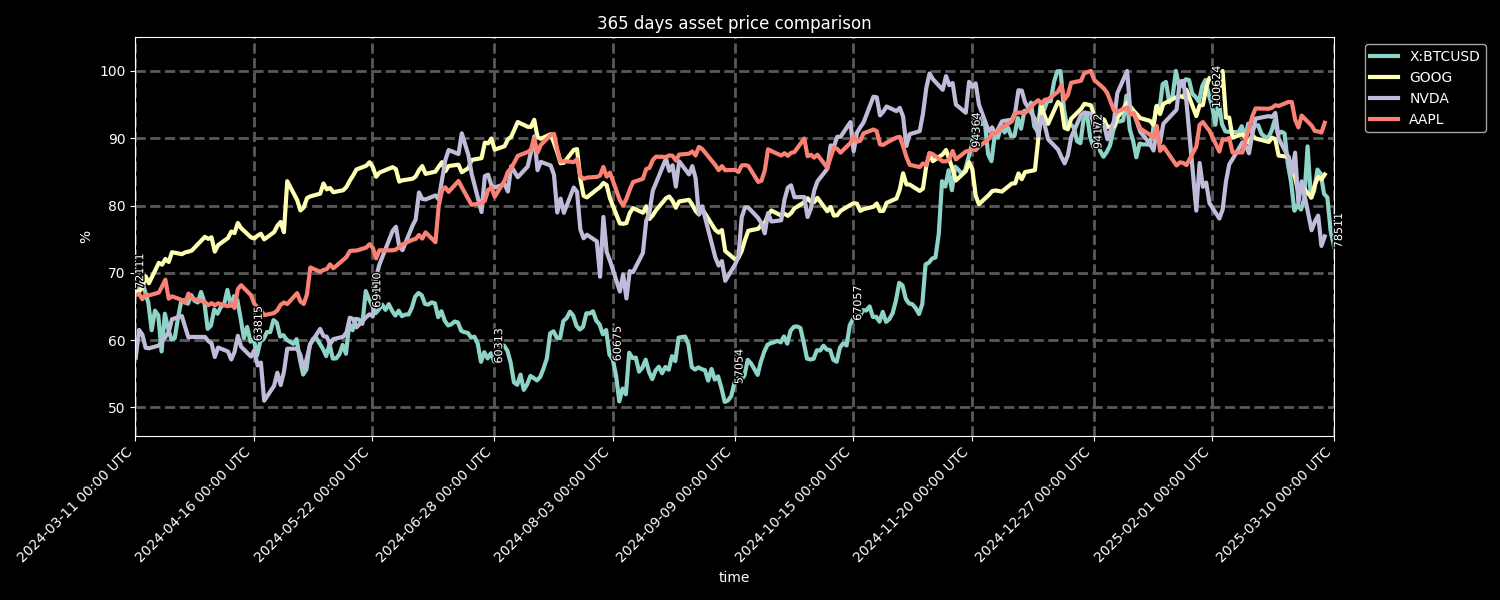 365 days asset price comparison
X:BTCUSD
GOOG
NVDA
AAPL
%
100
90
80
70
60
50
72111
63815
69110
60313
60675
57054
67057
94364
94172
100624
78511
2024-03-11 00:00 UTC
2024-04-16 00:00 UTC
2024-05-22 00:00 UTC
2024-06-28 00:00 UTC
2024-08-03 00:00 UTC
2024-09-09 00:00 UTC
2024-10-15 00:00 UTC
2024-11-20 00:00 UTC
2024-12-27 00:00 UTC
2025-02-01 00:00 UTC
2025-03-10 00:00 UTC
time